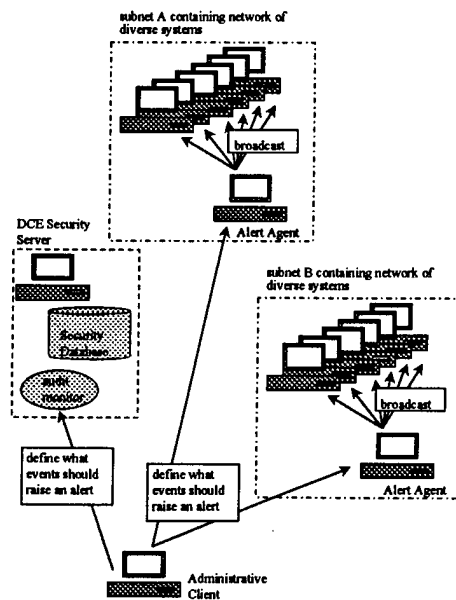 subnet A containing network of
diverse systems
broadcast
Alert Agent
DCE Security
Server
Security
Database
audit
monitor
subnet B containing network of
diverse systems
broadcast
Alert Agent
define what
events should
raise an alert
define what
events should
raise an alert
Administrative
Client